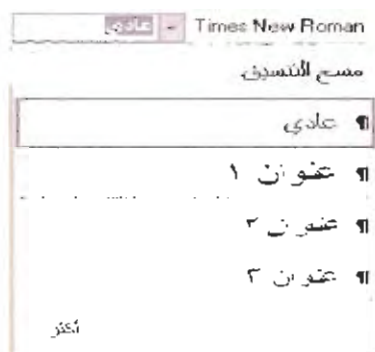 عادي Times New Roman
مسح التنسيق
¶ عادي
¶ عنوان ١
¶ عنوان ٢
¶ عنوان ٣
أكثر